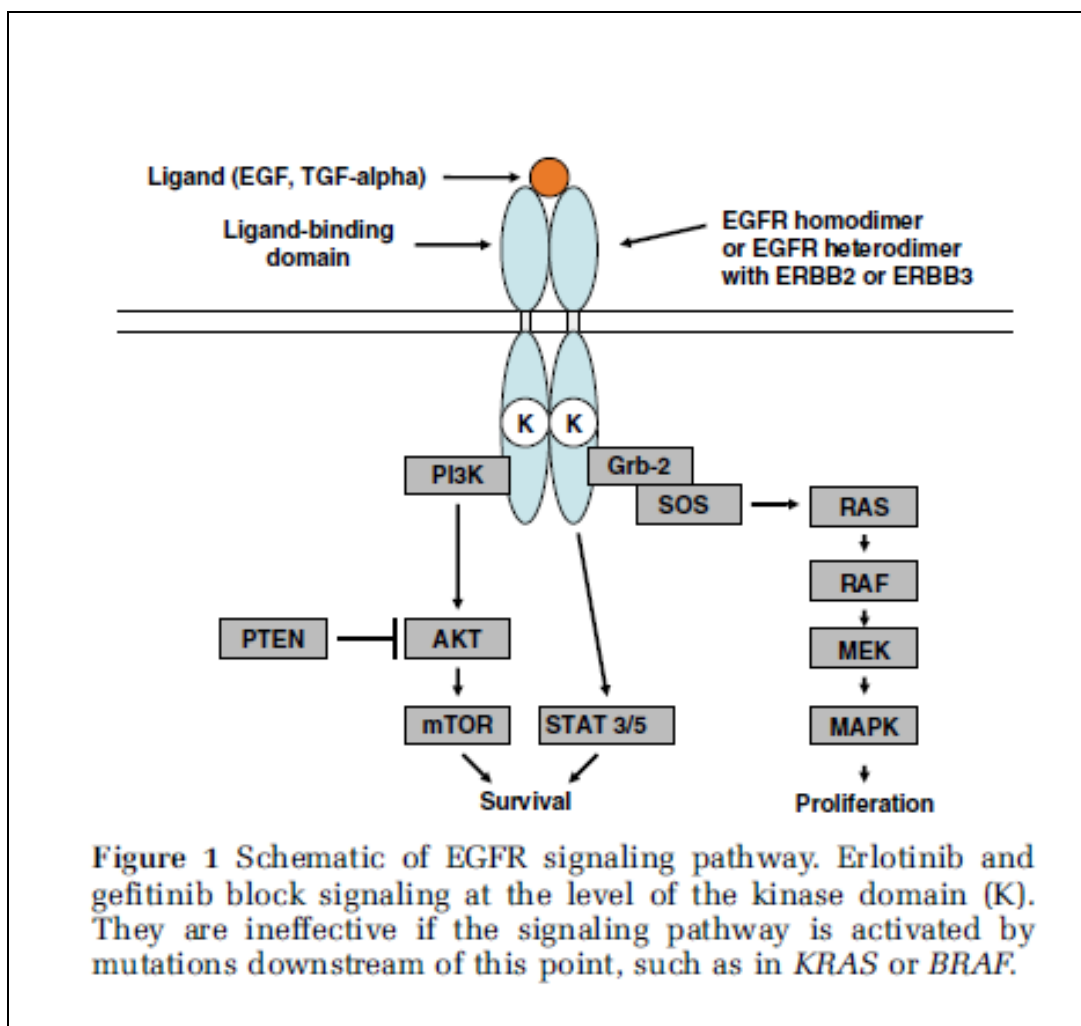 Ligand (EGF, TGF-alpha)
Ligand-binding
domain
EGFR homodimer
or EGFR heterodimer
with ERBB2 or ERBB3
K K
PI3K
Grb-2
SOS
RAS
RAF
PTEN
AKT
MEK
mTOR
STAT 3/5
MAPK
Survival
Proliferation
Figure 1 Schematic of EGFR signaling pathway. Erlotinib and
gefitinib block signaling at the level of the kinase domain (K).
They are ineffective if the signaling pathway is activated by
mutations downstream of this point, such as in KRAS or BRAF.